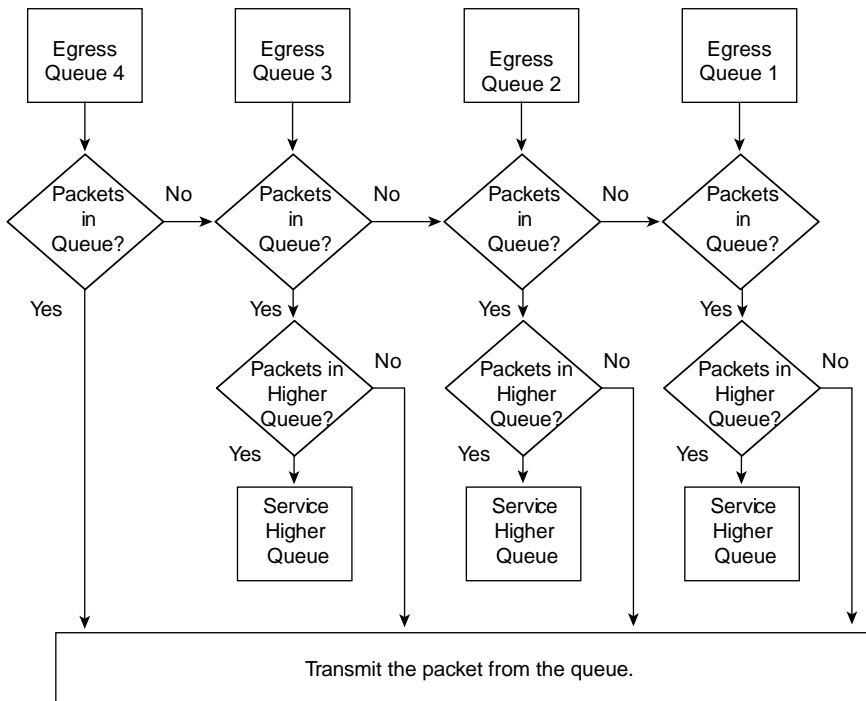 Egress
Queue 4
Egress
Queue 3
Egress
Queue 2
Egress
Queue 1
Packets
in
Queue?
No
Packets
in
Queue?
No
Packets
in
Queue?
No
Packets
in
Queue?
Yes
Yes
Yes
Yes
Packets in
Higher
Queue?
No
Packets in
Higher
Queue?
No
Packets in
Higher
Queue?
No
Yes
Yes
Yes
Service
Higher
Queue
Service
Higher
Queue
Service
Higher
Queue
Transmit the packet from the queue.